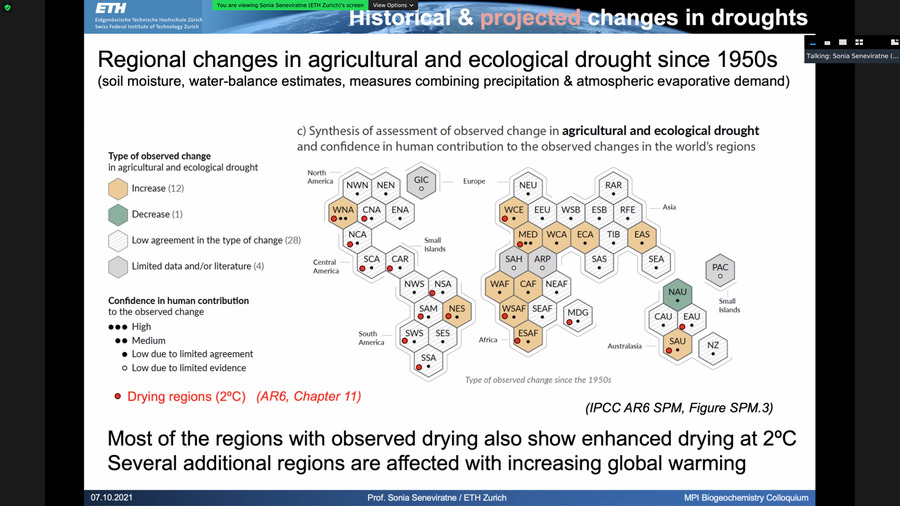 You are viewing Sonia Seneviratne (ETH Zurich)'s screen
View Options
ETH
Eidgenössische Technische Hochschule Zürich
Swiss Federal Institute of Technology Zurich
Historical & projected changes in droughts
Talking: Sonia Seneviratne (...
Regional changes in agricultural and ecological drought since 1950s
(soil moisture, water-balance estimates, measures combining precipitation & atmospheric evaporative demand)
c) Synthesis of assessment of observed change in agricultural and ecological drought
and confidence in human contribution to the observed changes in the world's regions
Type of observed change
in agricultural and ecological drought
Increase (12)
Decrease (1)
Low agreement in the type of change (28)
Limited data and/or literature (4)
Confidence in human contribution
to the observed change
High
Medium
Low due to limited agreement
Low due to limited evidence
Drying regions (2ºC) (AR6, Chapter 11)
North
America
GIC
NWN NEN
WNA CNA ENA
NCA
Small
Islands
Central
America
SCA CAR
NWS NSA
SAM NES
South
America
SWS SES
SSA
Europe
NEU RAR
Asia
WCE EEU WSB ESB RFE
MED WCA ECA TIB EAS
SAH ARP SAS SEA
WAF CAF NEAF
WSAF SEAF MDG
Africa
ESAF
PAC
Small
Islands
NAU
CAU EAU
Australasia
SAU NZ
Type of observed change since the 1950s
(IPCC AR6 SPM, Figure SPM.3)
Most of the regions with observed drying also show enhanced drying at 2ºC
Several additional regions are affected with increasing global warming
07.10.2021
Prof. Sonia Seneviratne / ETH Zurich
MPI Biogeochemistry Colloquium